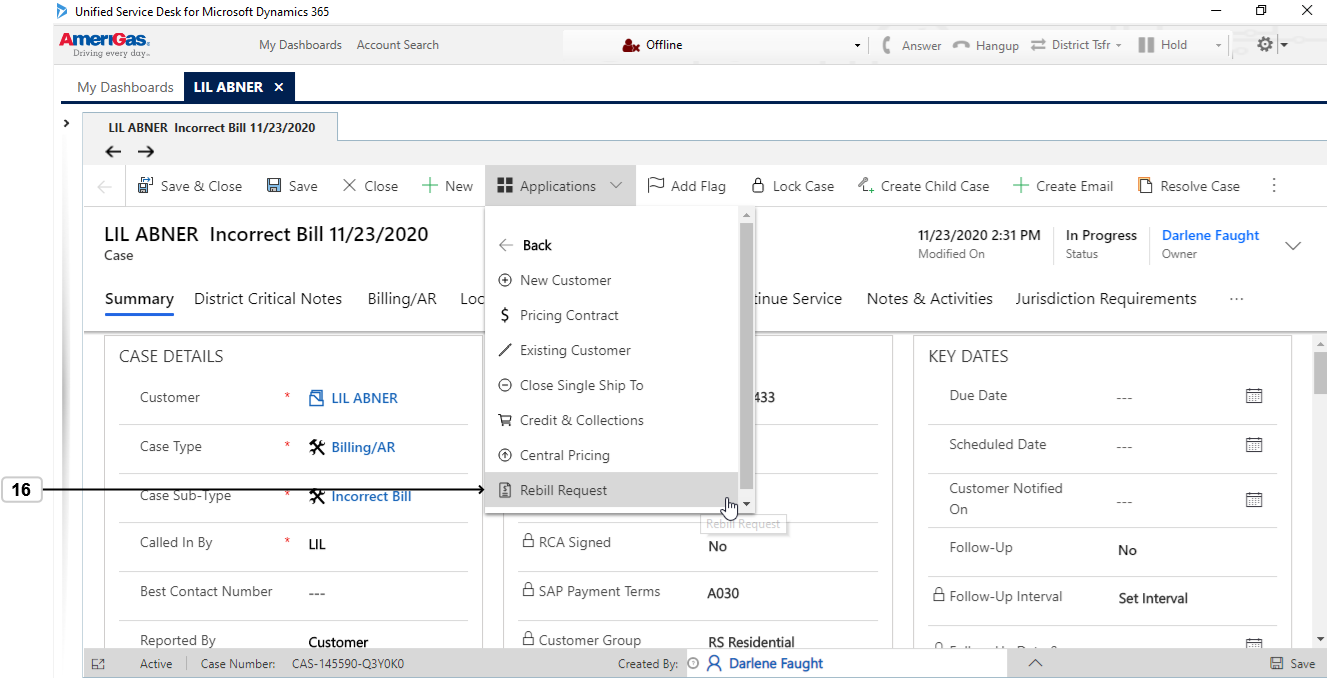 Unified Service Desk for Microsoft Dynamics 365
AmeriGas
Driving every day™
My Dashboards Account Search Offline Answer Hangup District Tsfr Hold
My Dashboards LIL ABNER ×
LIL ABNER Incorrect Bill 11/23/2020
Save & Close Save Close New Applications Add Flag Lock Case Create Child Case Create Email Resolve Case
LIL ABNER Incorrect Bill 11/23/2020
Case
11/23/2020 2:31 PM
Modified On
In Progress
Status
Darlene Faught
Owner
Summary District Critical Notes Billing/AR Loc
tinue Service Notes & Activities Jurisdiction Requirements ...
Back
New Customer
Pricing Contract
Existing Customer
Close Single Ship To
Credit & Collections
Central Pricing
Rebill Request
Rebill Request
16
CASE DETAILS
Customer * LIL ABNER
Case Type * Billing/AR
Case Sub-Type * Incorrect Bill
Called In By * LIL
Best Contact Number ---
Reported By Customer
433
RCA Signed No
SAP Payment Terms A030
Customer Group RS Residential
KEY DATES
Due Date ---
Scheduled Date ---
Customer Notified
On ---
Follow-Up No
Follow-Up Interval Set Interval
Active Case Number: CAS-145590-Q3Y0K0 Created By: Darlene Faught Save